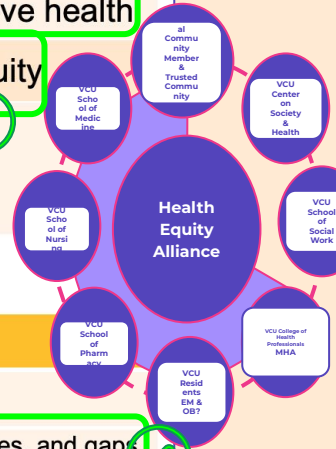 ve health
uity
al
Commu
nity
Member
&
Trusted
Commu
nity
VCU
Scho
ol of
Medic
ine
VCU
Center
on
Society
&
Health
Health
Equity
Alliance
VCU
Scho
ol of
Nursi
ng
VCU
School
of
Social
Work
VCU
School
of
Pharm
acy
VCU College of
Health
Professionals
MHA
VCU
Resid
ents
EM &
OB?
es, and gaps